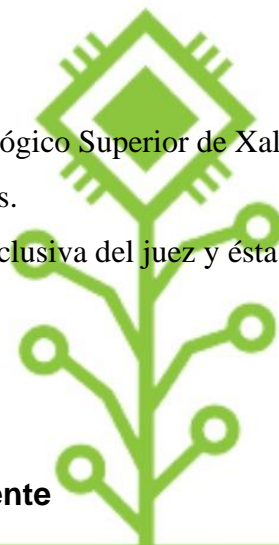 ógico Superior de Xal
s.
clusiva del juez y ésta
ente